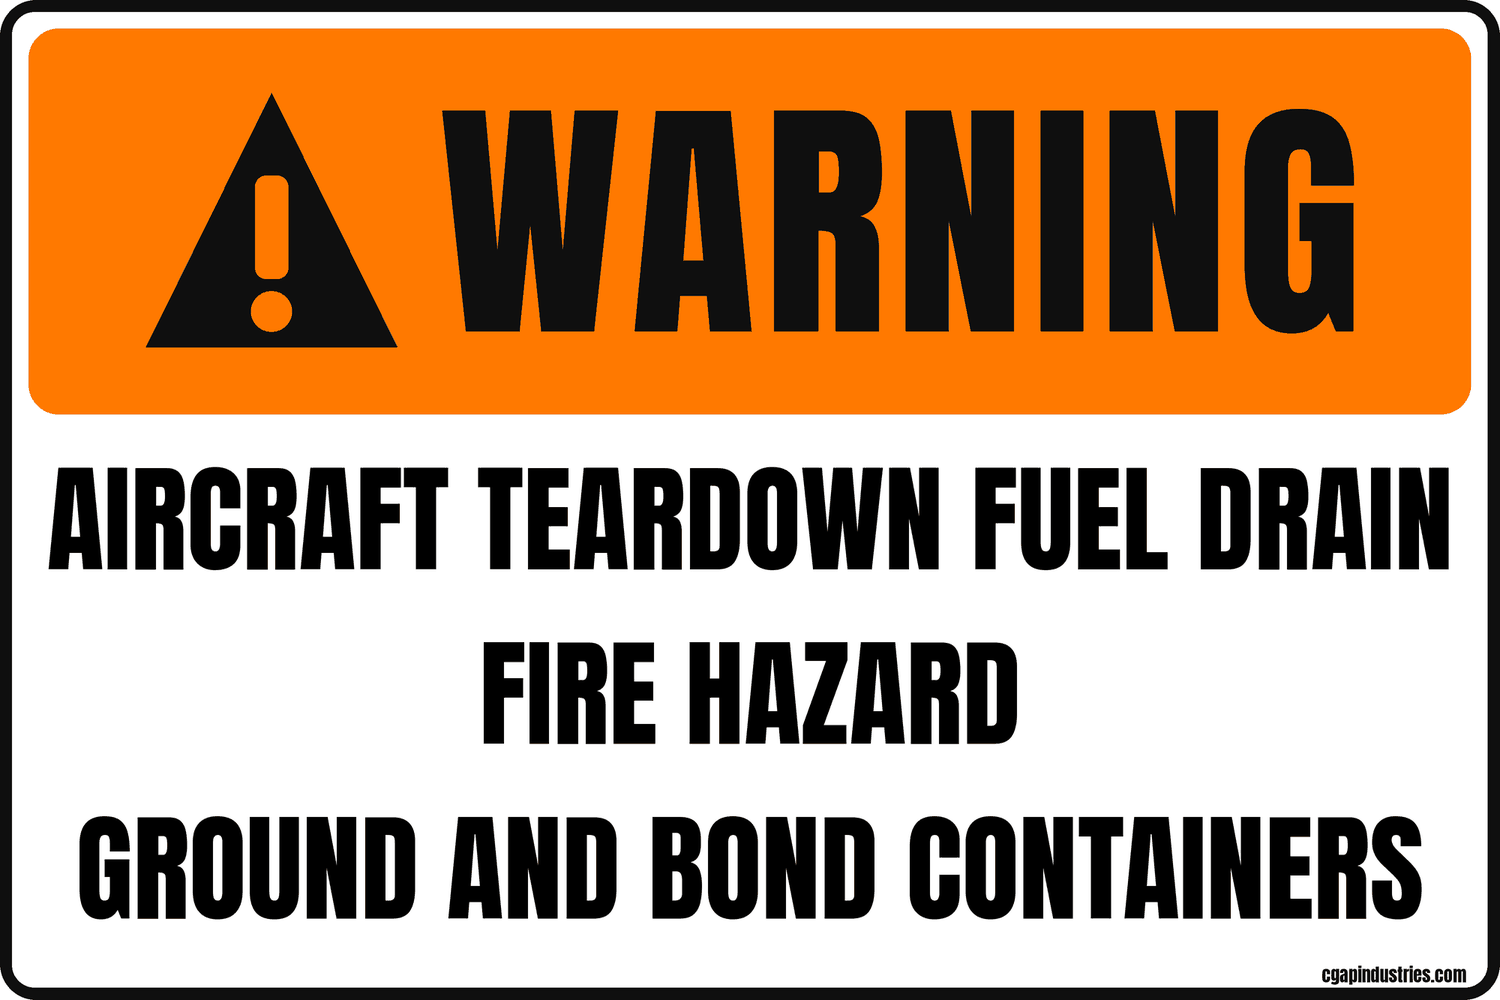 WARNING
AIRCRAFT TEARDOWN FUEL DRAIN
FIRE HAZARD
GROUND AND BOND CONTAINERS
cgapindustries.com